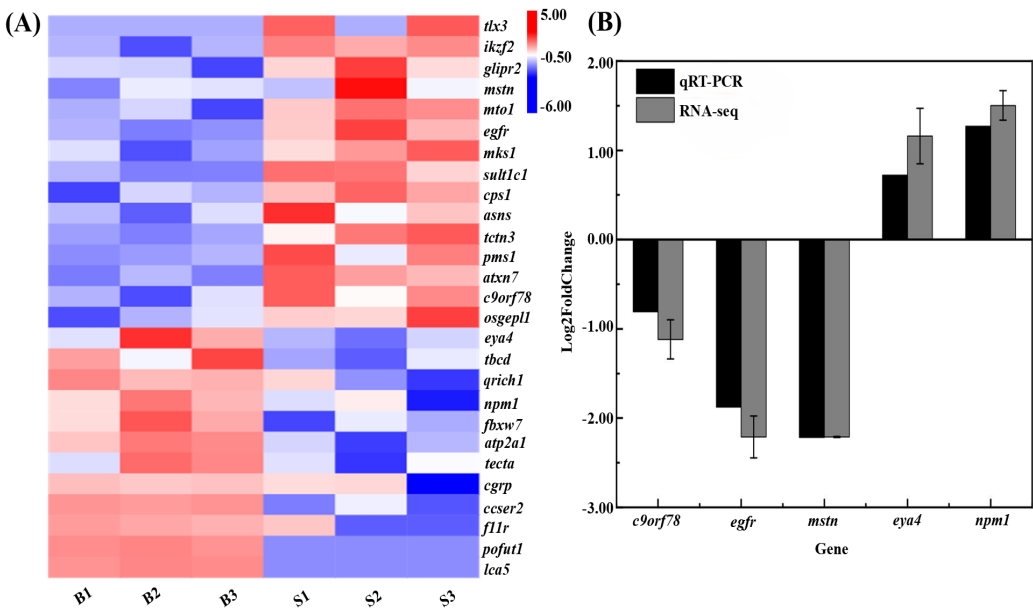 (A)
tlx3
ikzf2
glipr2
mstn
mto1
egfr
mks1
sult1c1
cps1
asns
tctn3
pms1
atxn7
c9orf78
osgepl1
eya4
tbcd
qrich1
npm1
fbxw7
atp2a1
tecta
cgrp
ccser2
f11r
pofut1
lca5
B1 B2 B3 S1 S2 S3
5.00
-0.50
-6.00
(B)
qRT-PCR
RNA-seq
2.00
1.00
0.00
-1.00
-2.00
-3.00
Log2FoldChange
c9orf78 egfr mstn eya4 npm1
Gene